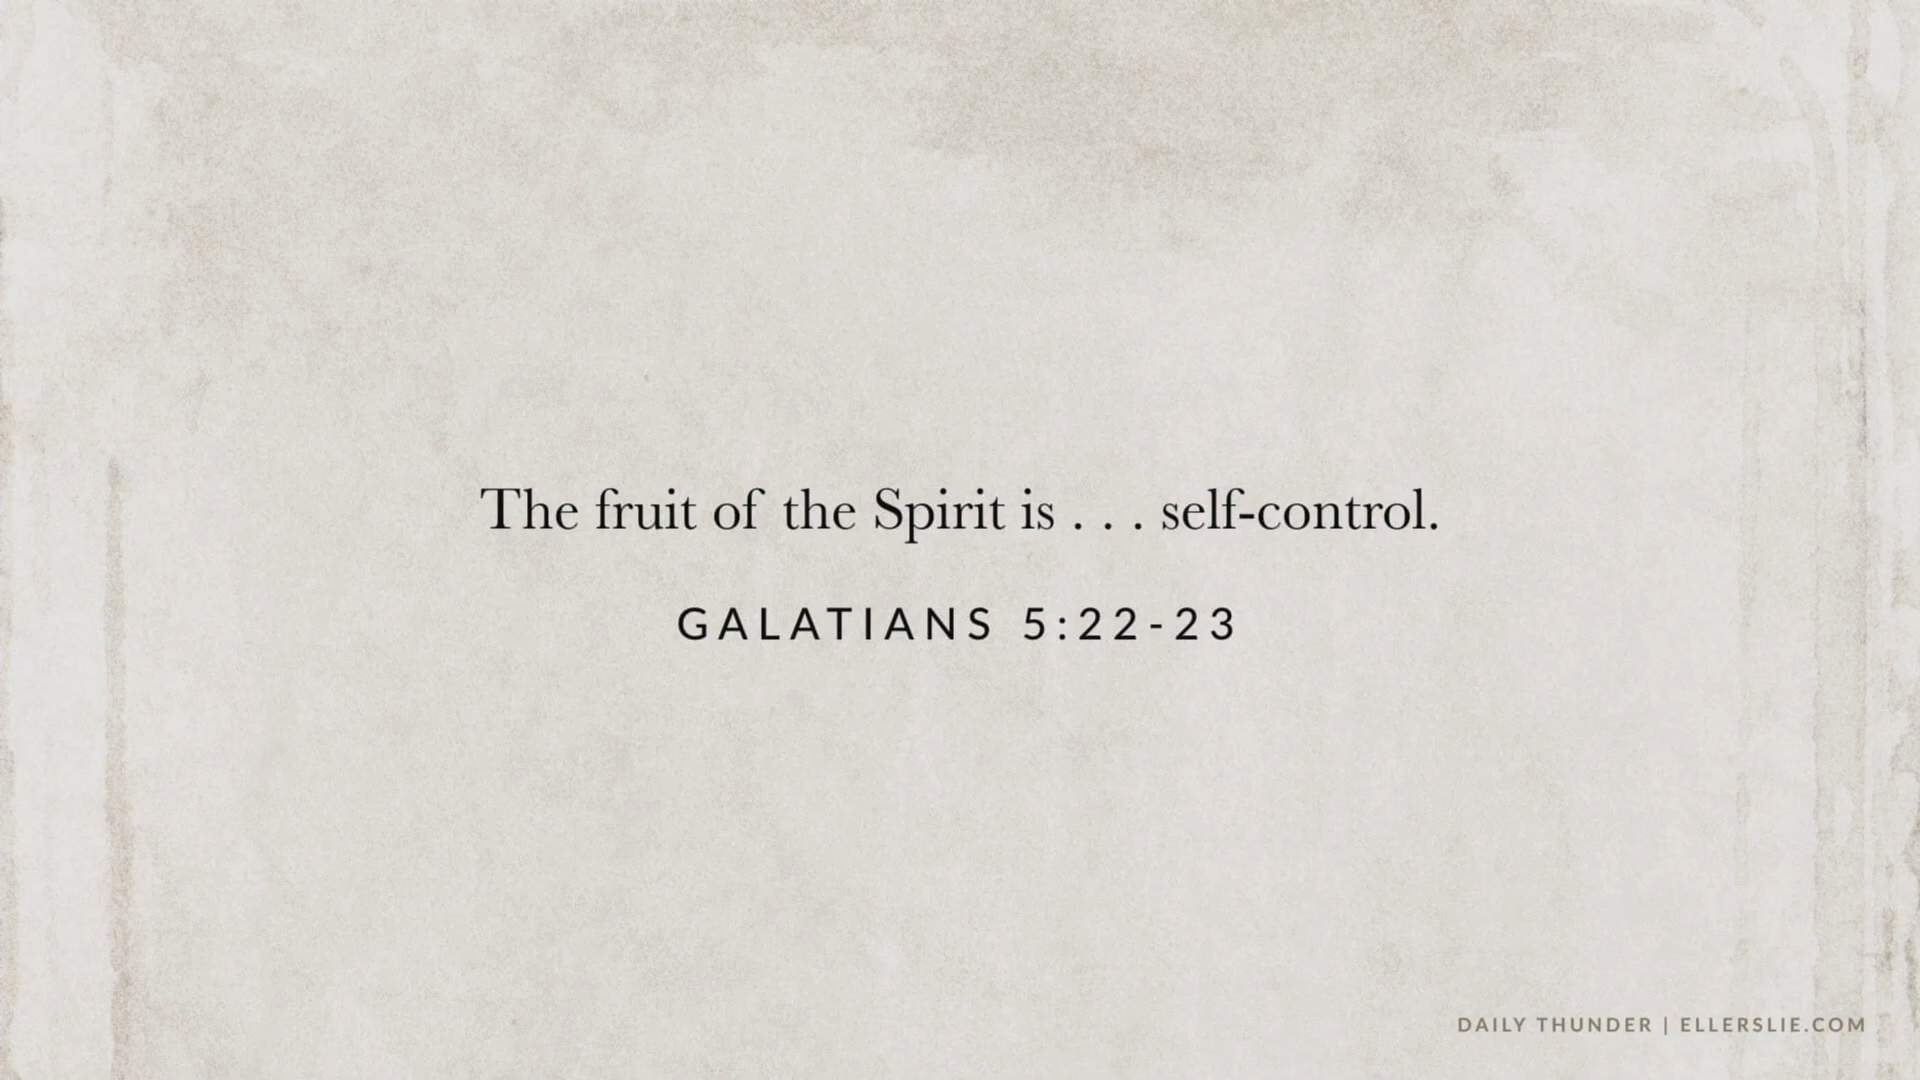 The fruit of the Spirit is . . . self-control.
GALATIANS 5:22-23
DAILY THUNDER | ELLERSLIE.COM